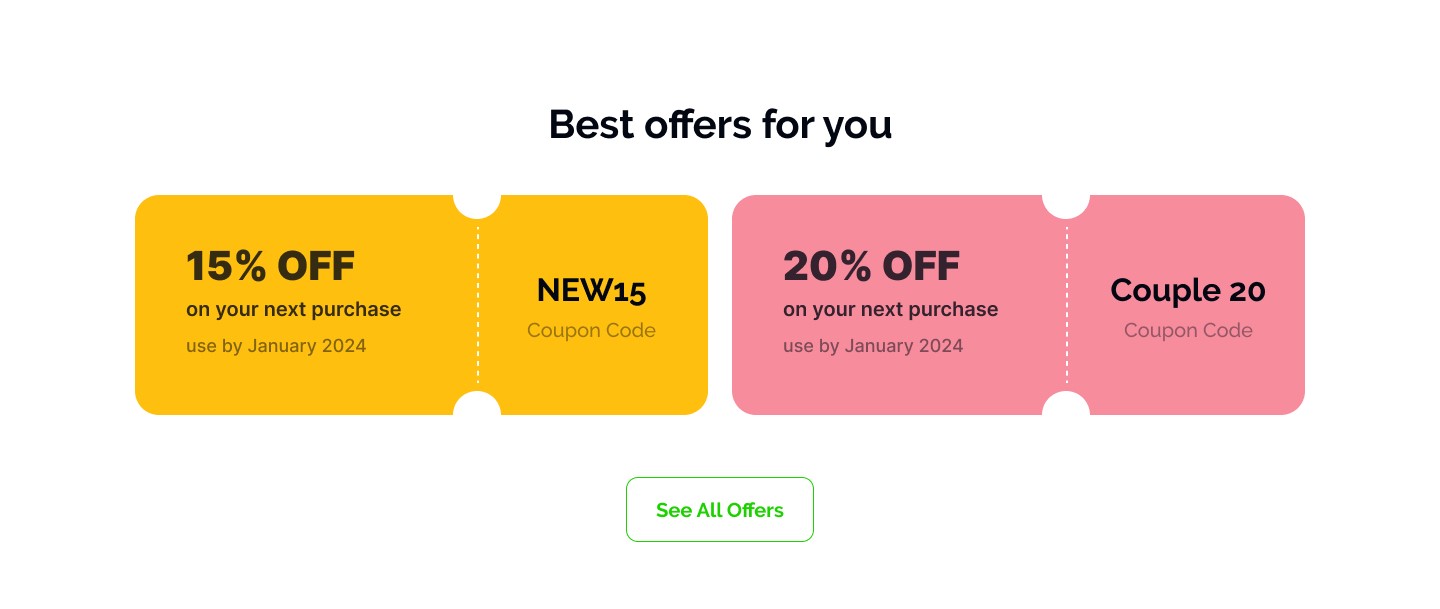 Best offers for you
15% OFF
on your next purchase
use by January 2024
NEW15
Coupon Code
20% OFF
on your next purchase
use by January 2024
Couple 20
Coupon Code
See All Offers